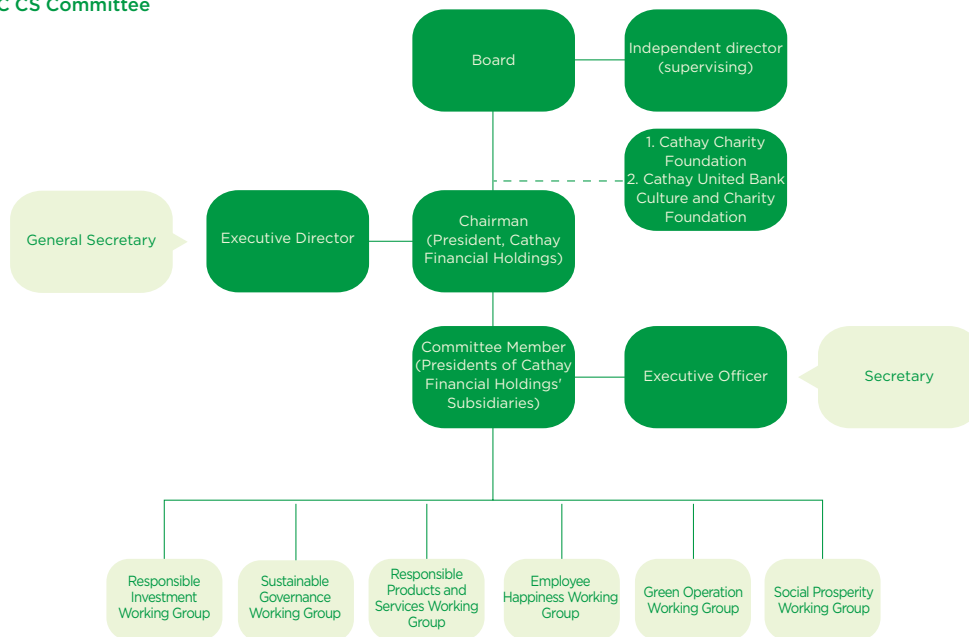 C CS Committee
Board
Independent director
(supervising)
1. Cathay Charity
Foundation
2. Cathay United Bank
Culture and Charity
Foundation
General Secretary
Executive Director
Chairman
(President, Cathay
Financial Holdings)
Committee Member
(Presidents of Cathay
Financial Holdings'
Subsidiaries)
Executive Officer
Secretary
Responsible
Investment
Working Group
Sustainable
Governance
Working Group
Responsible
Products and
Services Working
Group
Employee
Happiness Working
Group
Green Operation
Working Group
Social Prosperity
Working Group